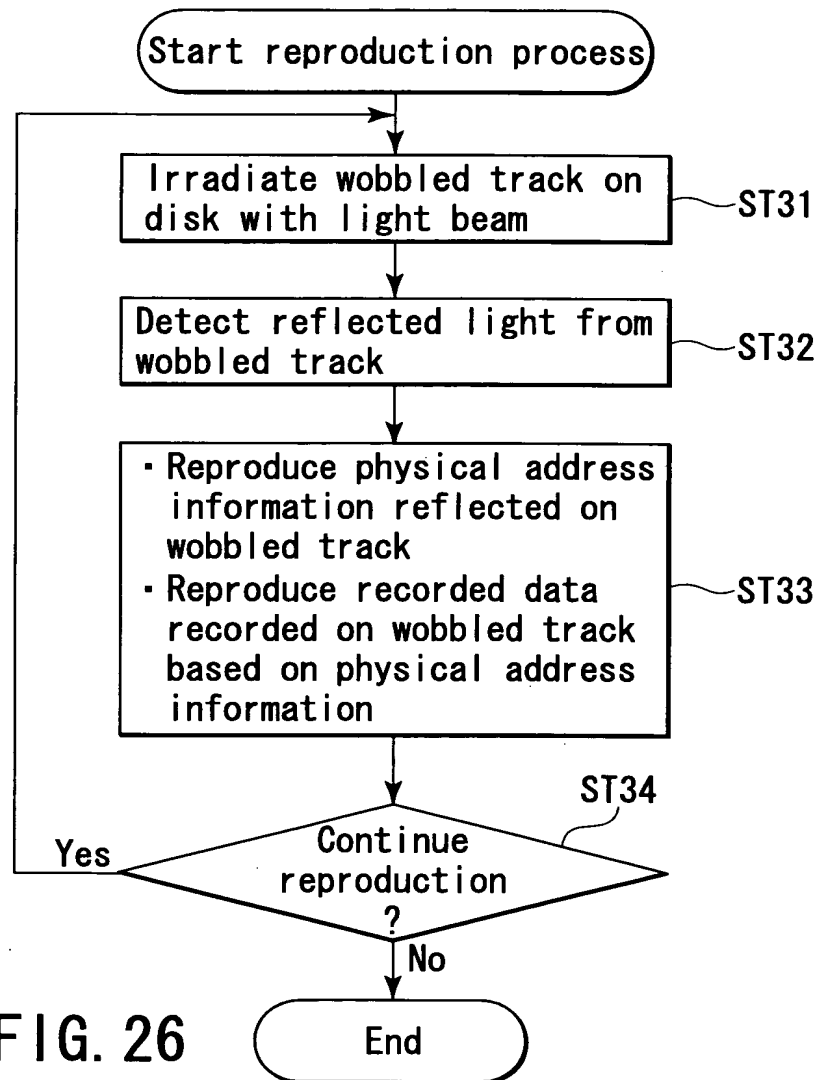 Start reproduction process
Irradiate wobbled track on
disk with light beam
ST31
Detect reflected light from
wobbled track
ST32
· Reproduce physical address
information reflected on
wobbled track
· Reproduce recorded data
recorded on wobbled track
based on physical address
information
ST33
ST34
Continue
reproduction
?
Yes
No
End
FIG. 26